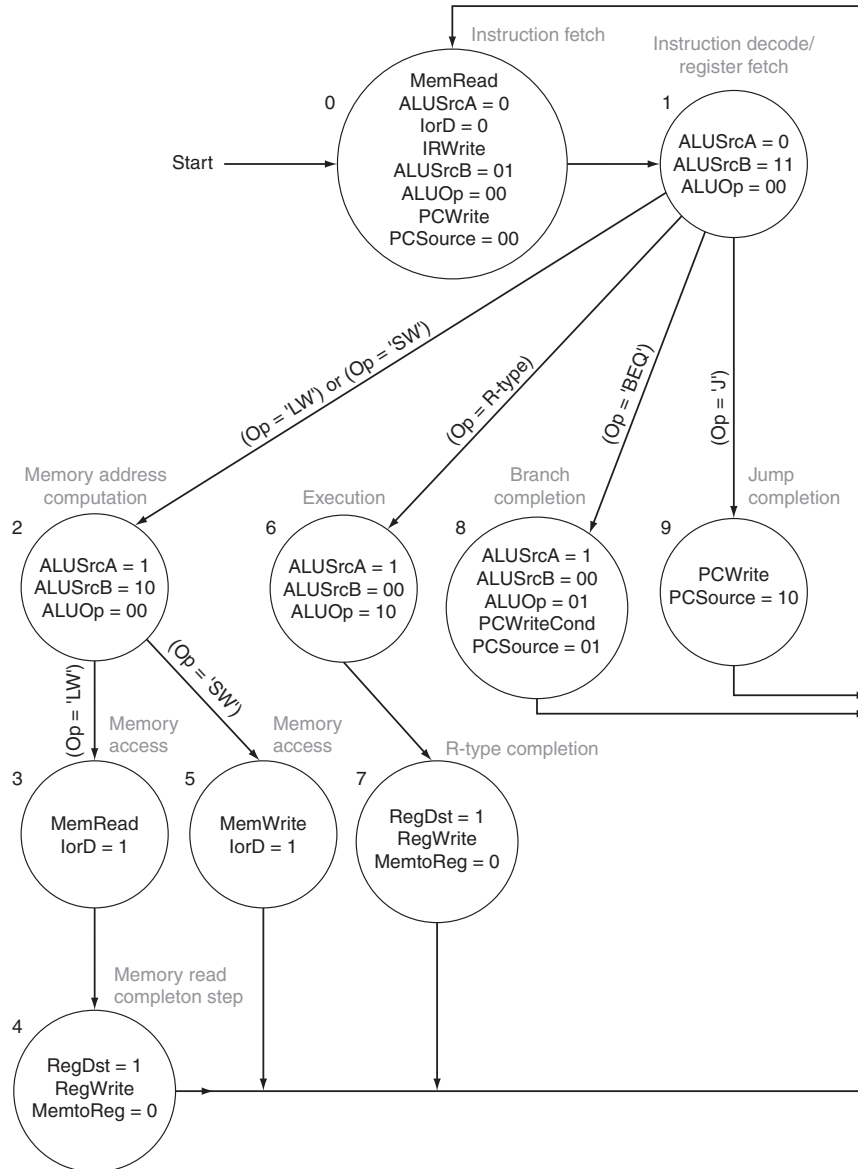 Instruction fetch
Instruction decode/
register fetch
0
MemRead
ALUSrcA = 0
IorD = 0
IRWrite
ALUSrcB = 01
ALUOp = 00
PCWrite
PCSource = 00
1
ALUSrcA = 0
ALUSrcB = 11
ALUOp = 00
Start
(Op = 'LW') or (Op = 'SW')
(Op = R-type)
(Op = 'BEQ')
(Op = 'J')
Memory address
computation
2
ALUSrcA = 1
ALUSrcB = 10
ALUOp = 00
Execution
6
ALUSrcA = 1
ALUSrcB = 00
ALUOp = 10
Branch
completion
8
ALUSrcA = 1
ALUSrcB = 00
ALUOp = 01
PCWriteCond
PCSource = 01
Jump
completion
9
PCWrite
PCSource = 10
(Op = 'LW')
(Op = 'SW')
Memory
access
3
MemRead
IorD = 1
Memory
access
5
MemWrite
IorD = 1
R-type completion
7
RegDst = 1
RegWrite
MemtoReg = 0
Memory read
completon step
4
RegDst = 1
RegWrite
MemtoReg = 0